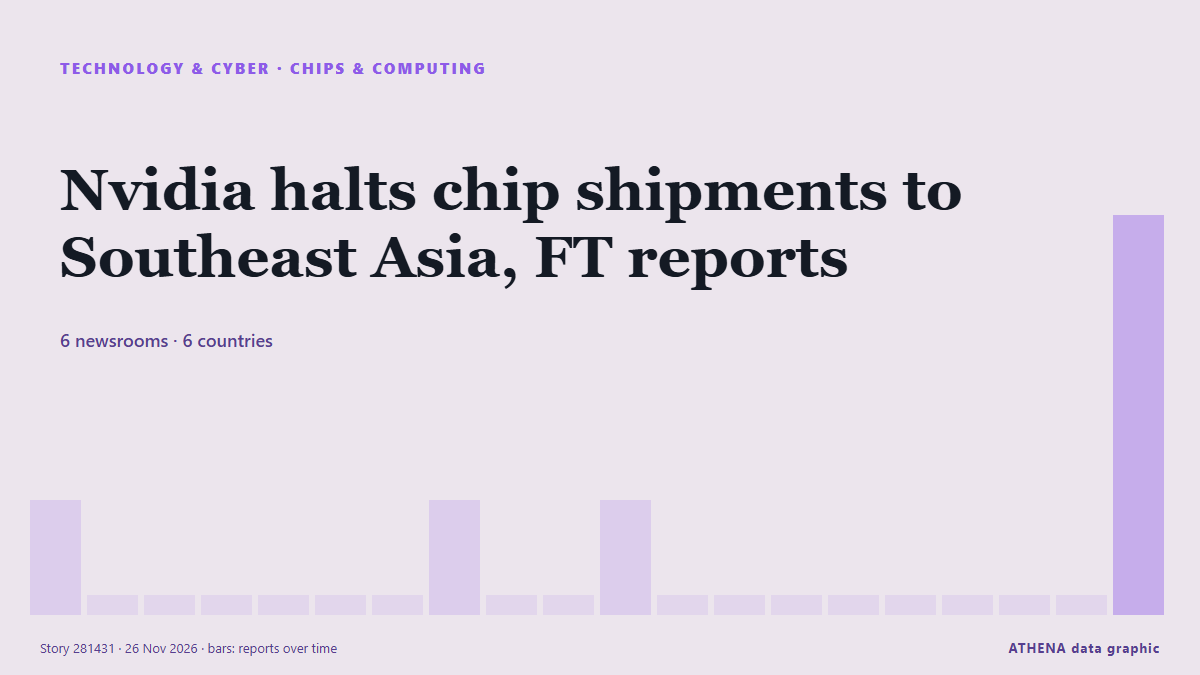 TECHNOLOGY & CYBER · CHIPS & COMPUTING
Nvidia halts chip shipments to
Southeast Asia, FT reports
6 newsrooms · 6 countries
Story 281431 · 26 Nov 2026 · bars: reports over time
ATHENA data graphic